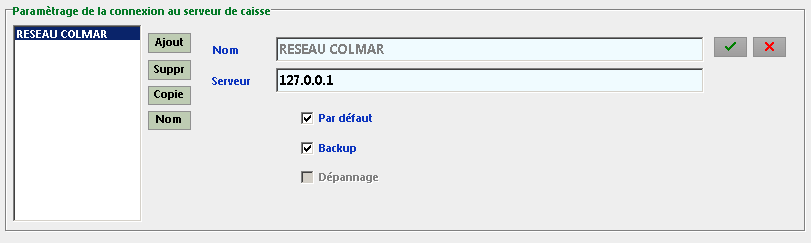 Paramètrage de la connexion au serveur de caisse
RESEAU COLMAR
Ajout
Suppr
Copie
Nom
Nom
RESEAU COLMAR
Serveur
127.0.0.1
Par défaut
Backup
Dépannage